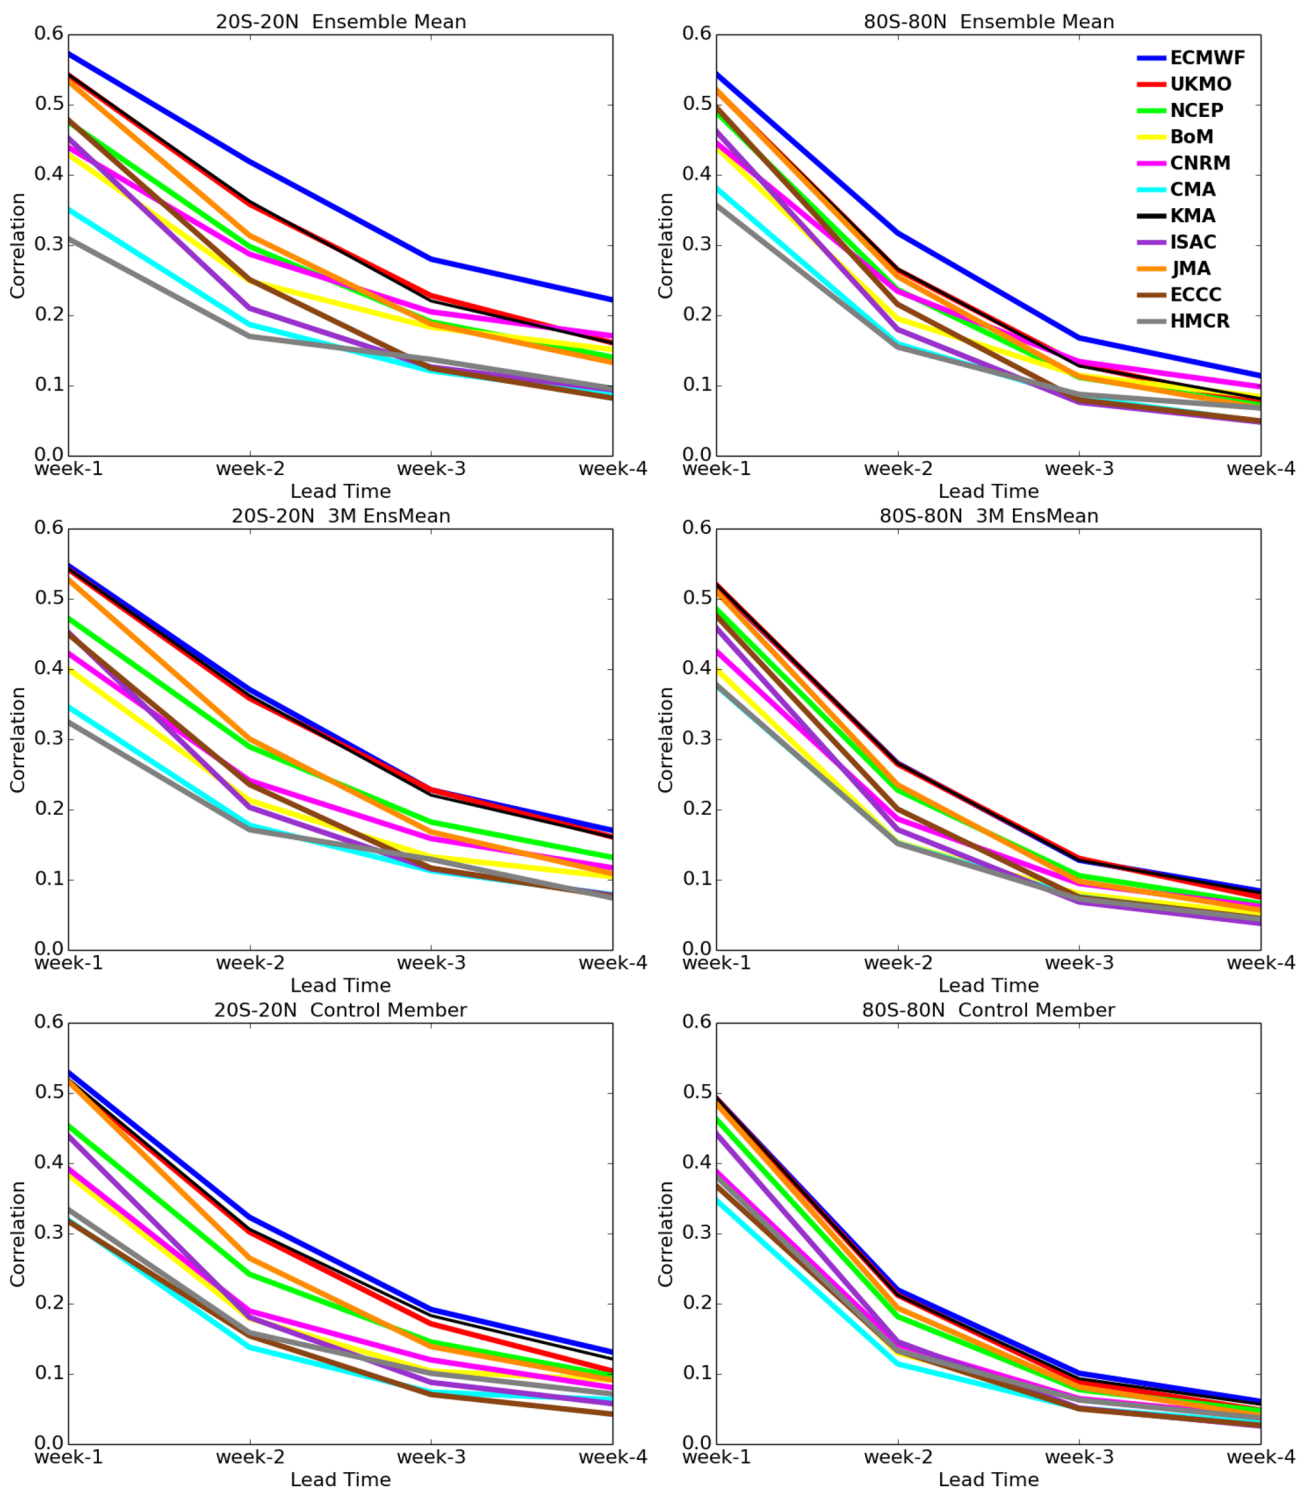 20S-20N Ensemble Mean
0.6
0.5
0.4
0.3
0.2
0.1
0.0
Correlation
week-1 week-2 week-3 week-4
Lead Time
80S-80N Ensemble Mean
0.6
0.5
0.4
0.3
0.2
0.1
0.0
Correlation
ECMWF
UKMO
NCEP
BoM
CNRM
CMA
KMA
ISAC
JMA
ECCC
HMCR
week-1 week-2 week-3 week-4
Lead Time
20S-20N 3M EnsMean
0.6
0.5
0.4
0.3
0.2
0.1
0.0
Correlation
week-1 week-2 week-3 week-4
Lead Time
80S-80N 3M EnsMean
0.6
0.5
0.4
0.3
0.2
0.1
0.0
Correlation
week-1 week-2 week-3 week-4
Lead Time
20S-20N Control Member
0.6
0.5
0.4
0.3
0.2
0.1
0.0
Correlation
week-1 week-2 week-3 week-4
Lead Time
80S-80N Control Member
0.6
0.5
0.4
0.3
0.2
0.1
0.0
Correlation
week-1 week-2 week-3 week-4
Lead Time